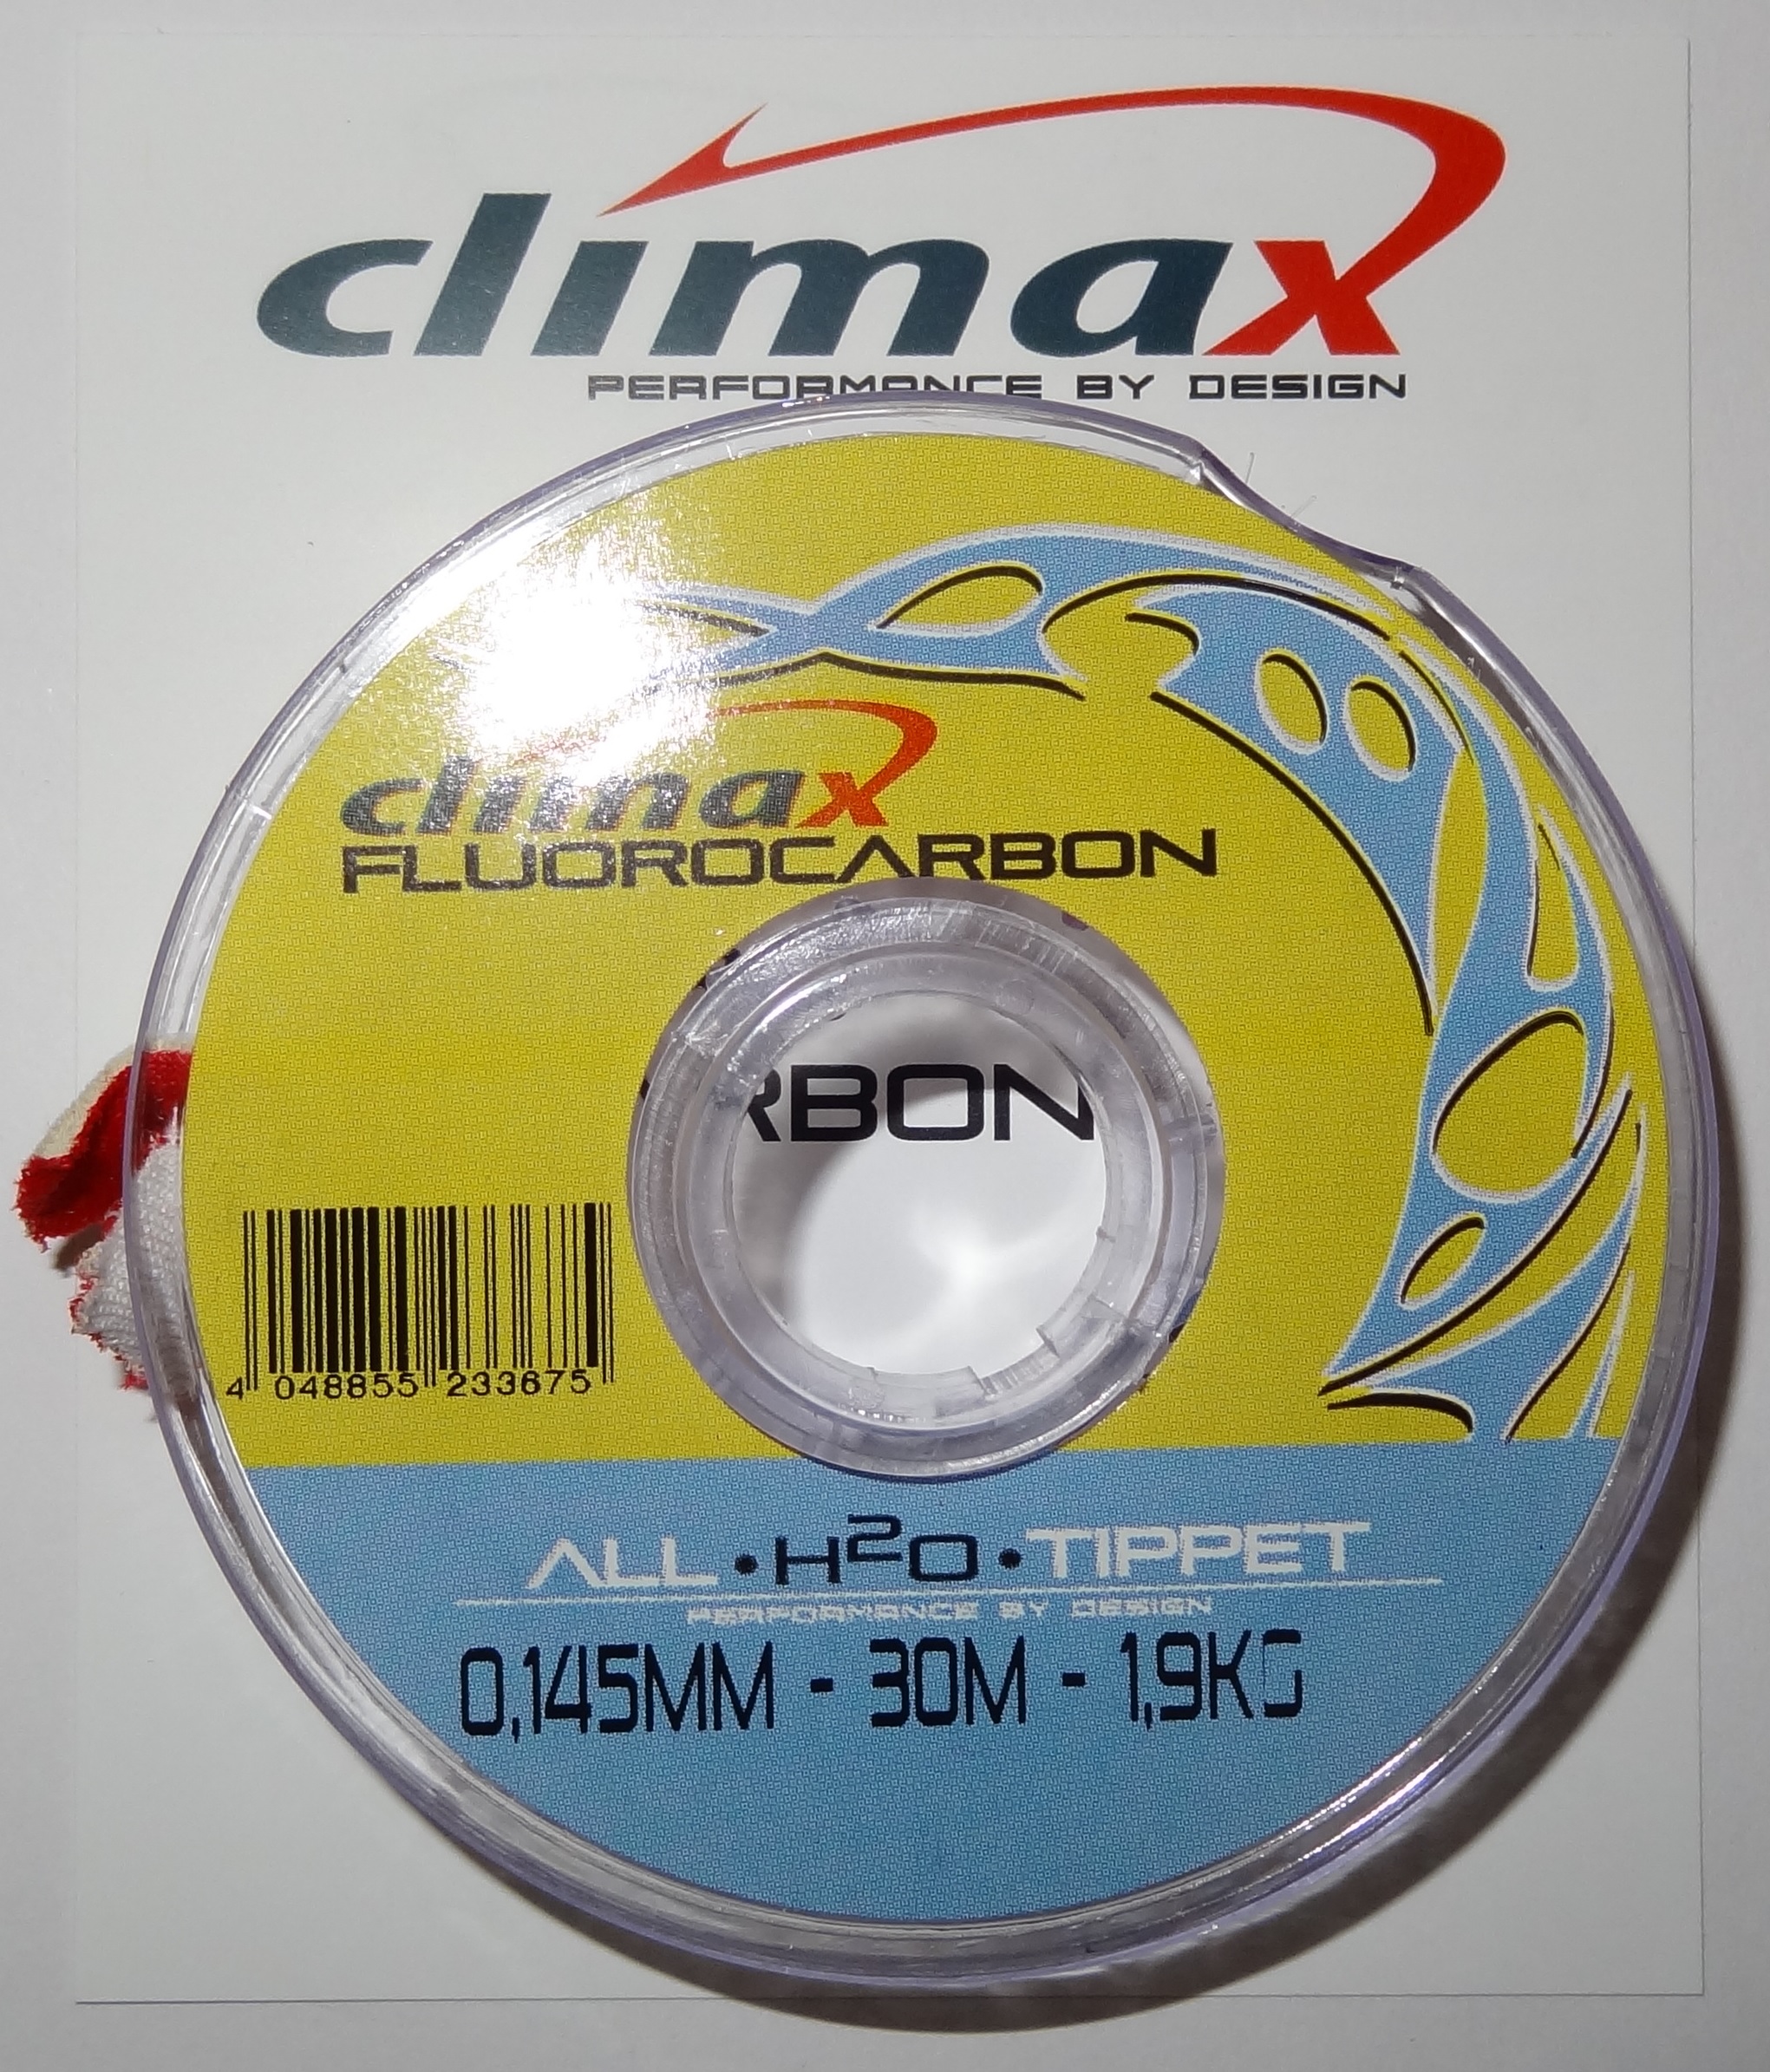 climax
PERFORMANCE BY DESIGN
climax
FLUOROCARBON
RBON
4 048855 233675
ALL • H2O • TIPPET
PERFORMANCE BY DESIGN
0,145MM - 30M - 1,9KG